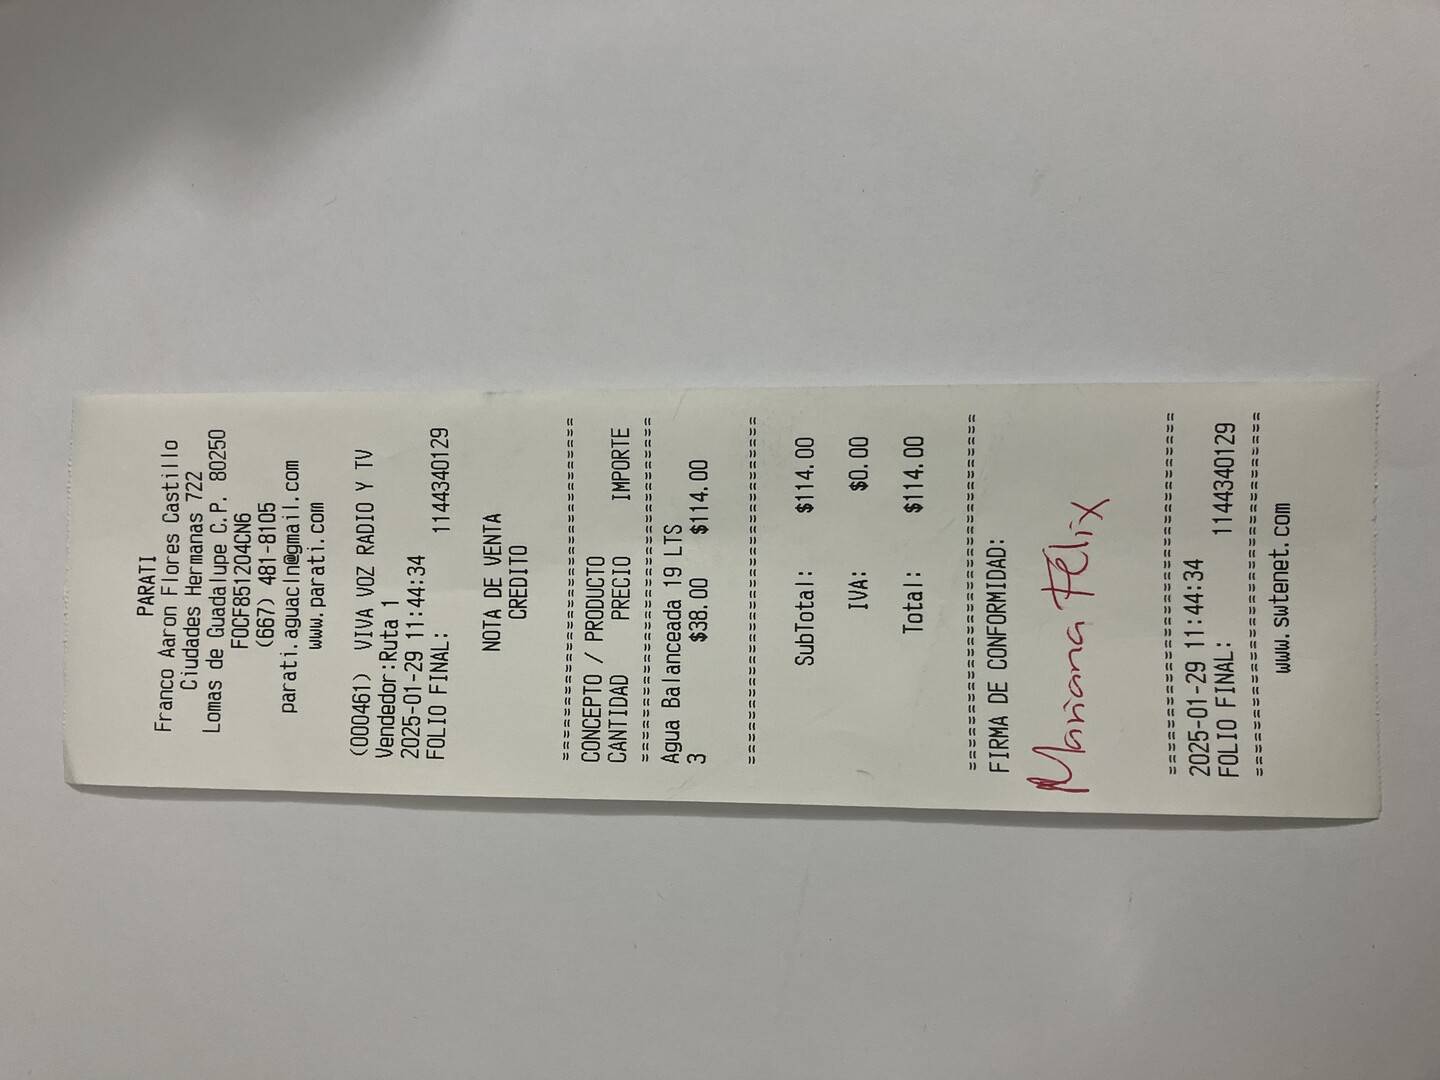 PARATI
Franco Aaron Flores Castillo
Ciudades Hermanas 722
Lomas de Guadalupe C.P. 80250
FOCF851204CN6
(667) 481-8105
parati.aguacln@gmail.com
www.parati.com
(000461) VIVA VOZ RADIO Y TV
Vendedor:Ruta 1
2025-01-29 11:44:34
FOLIO FINAL: 1144340129
NOTA DE VENTA
CREDITO
==============================
CONCEPTO / PRODUCTO
CANTIDAD PRECIO IMPORTE
==============================
Agua Balanceada 19 LTS
3 $38.00 $114.00
==============================
SubTotal: $114.00
IVA: $0.00
Total: $114.00
==============================
FIRMA DE CONFORMIDAD:
Mariana Félix
==============================
2025-01-29 11:44:34
FOLIO FINAL: 1144340129
==============================
www.swtenet.com